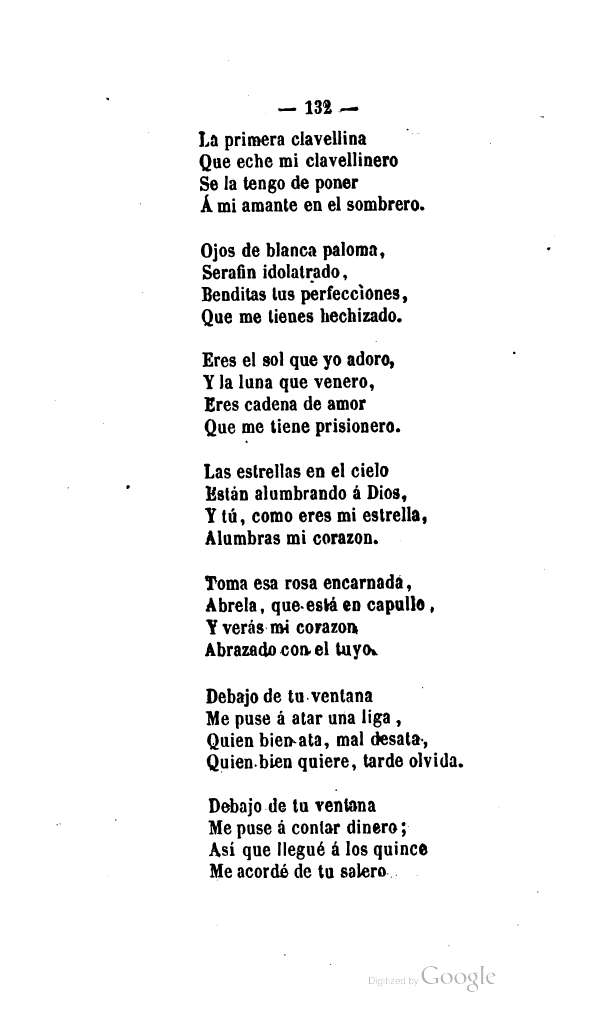 — 132 —
La primera clavellina
Que eche mi clavellinero
Se la tengo de poner
Á mi amante en el sombrero.
Ojos de blanca paloma,
Serafin idolatrado,
Benditas tus perfecciones,
Que me tienes hechizado.
Eres el sol que yo adoro,
Y la luna que venero,
Eres cadena de amor
Que me tiene prisionero.
Las estrellas en el cielo
Están alumbrando á Dios,
Y tú, como eres mi estrella,
Alumbras mi corazon.
Toma esa rosa encarnada,
Abrela, que está en capullo,
Y verás mi corazon
Abrazado con el tuyo.
Debajo de tu ventana
Me puse á atar una liga,
Quien bien ata, mal desata,
Quien bien quiere, tarde olvida.
Debajo de tu ventana
Me puse á contar dinero;
Así que llegué á los quince
Me acordé de tu salero
Digitized by Google